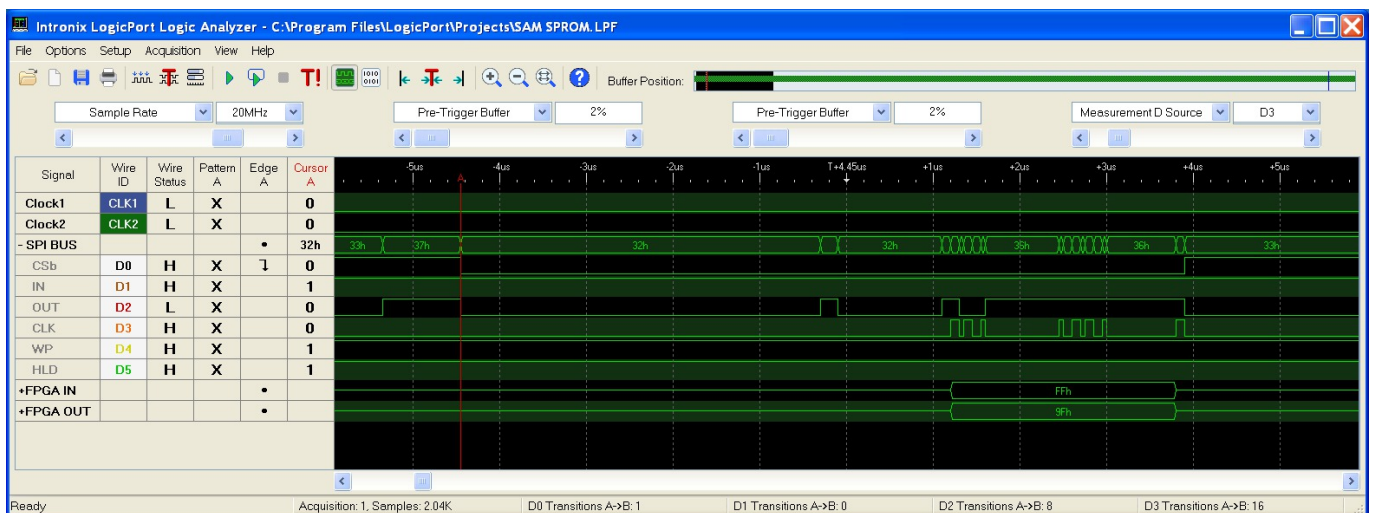 Intronix LogicPort Logic Analyzer - C:\Program Files\LogicPort\Projects\SAM SPROM.LPF
File Options Setup Acquisition View Help
T! Buffer Position:
Sample Rate 20MHz Pre-Trigger Buffer 2% Pre-Trigger Buffer 2% Measurement D Source D3
Signal Wire ID Wire Status Pattern A Edge A Cursor A -5us -4us -3us -2us -1us T+4.45us +1us +2us +3us +4us +5us
A
Clock1 CLK1 L X 0
Clock2 CLK2 L X 0
- SPI BUS • 32h 33h 37h 32h 32h 35h 36h 33h
CSb D0 H X 0
IN D1 H X 1
OUT D2 L X 0
CLK D3 H X 0
WP D4 H X 1
HLD D5 H X 1
+FPGA IN • FFh
+FPGA OUT • 9Fh
Ready Acquisition: 1, Samples: 2.04K D0 Transitions A->B: 1 D1 Transitions A->B: 0 D2 Transitions A->B: 8 D3 Transitions A->B: 16